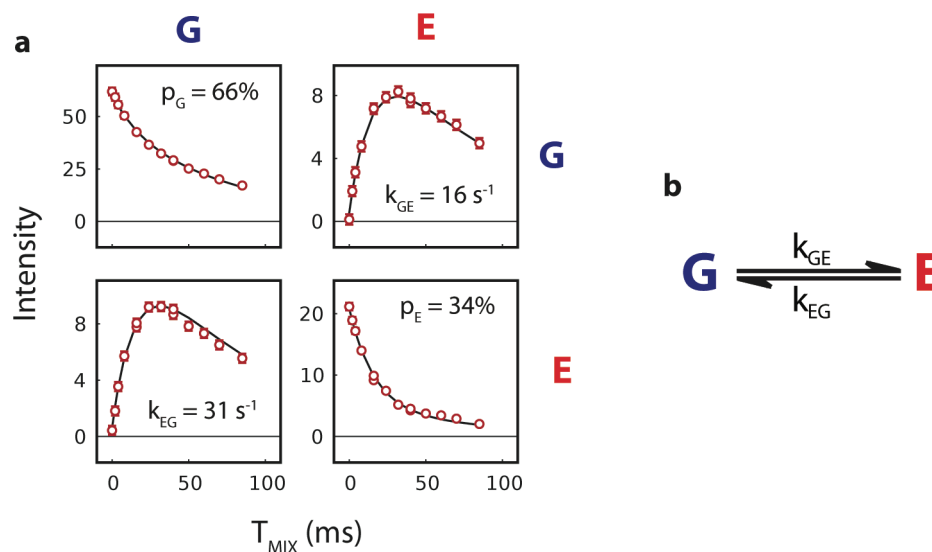 a
G
E
Intensity
50
25
0
p_G = 66%
8
4
0
k_GE = 16 s⁻¹
G
8
4
0
k_EG = 31 s⁻¹
0
50
100
20
10
0
p_E = 34%
0
50
100
E
T_MIX (ms)
b
G
k_GE
k_EG
E